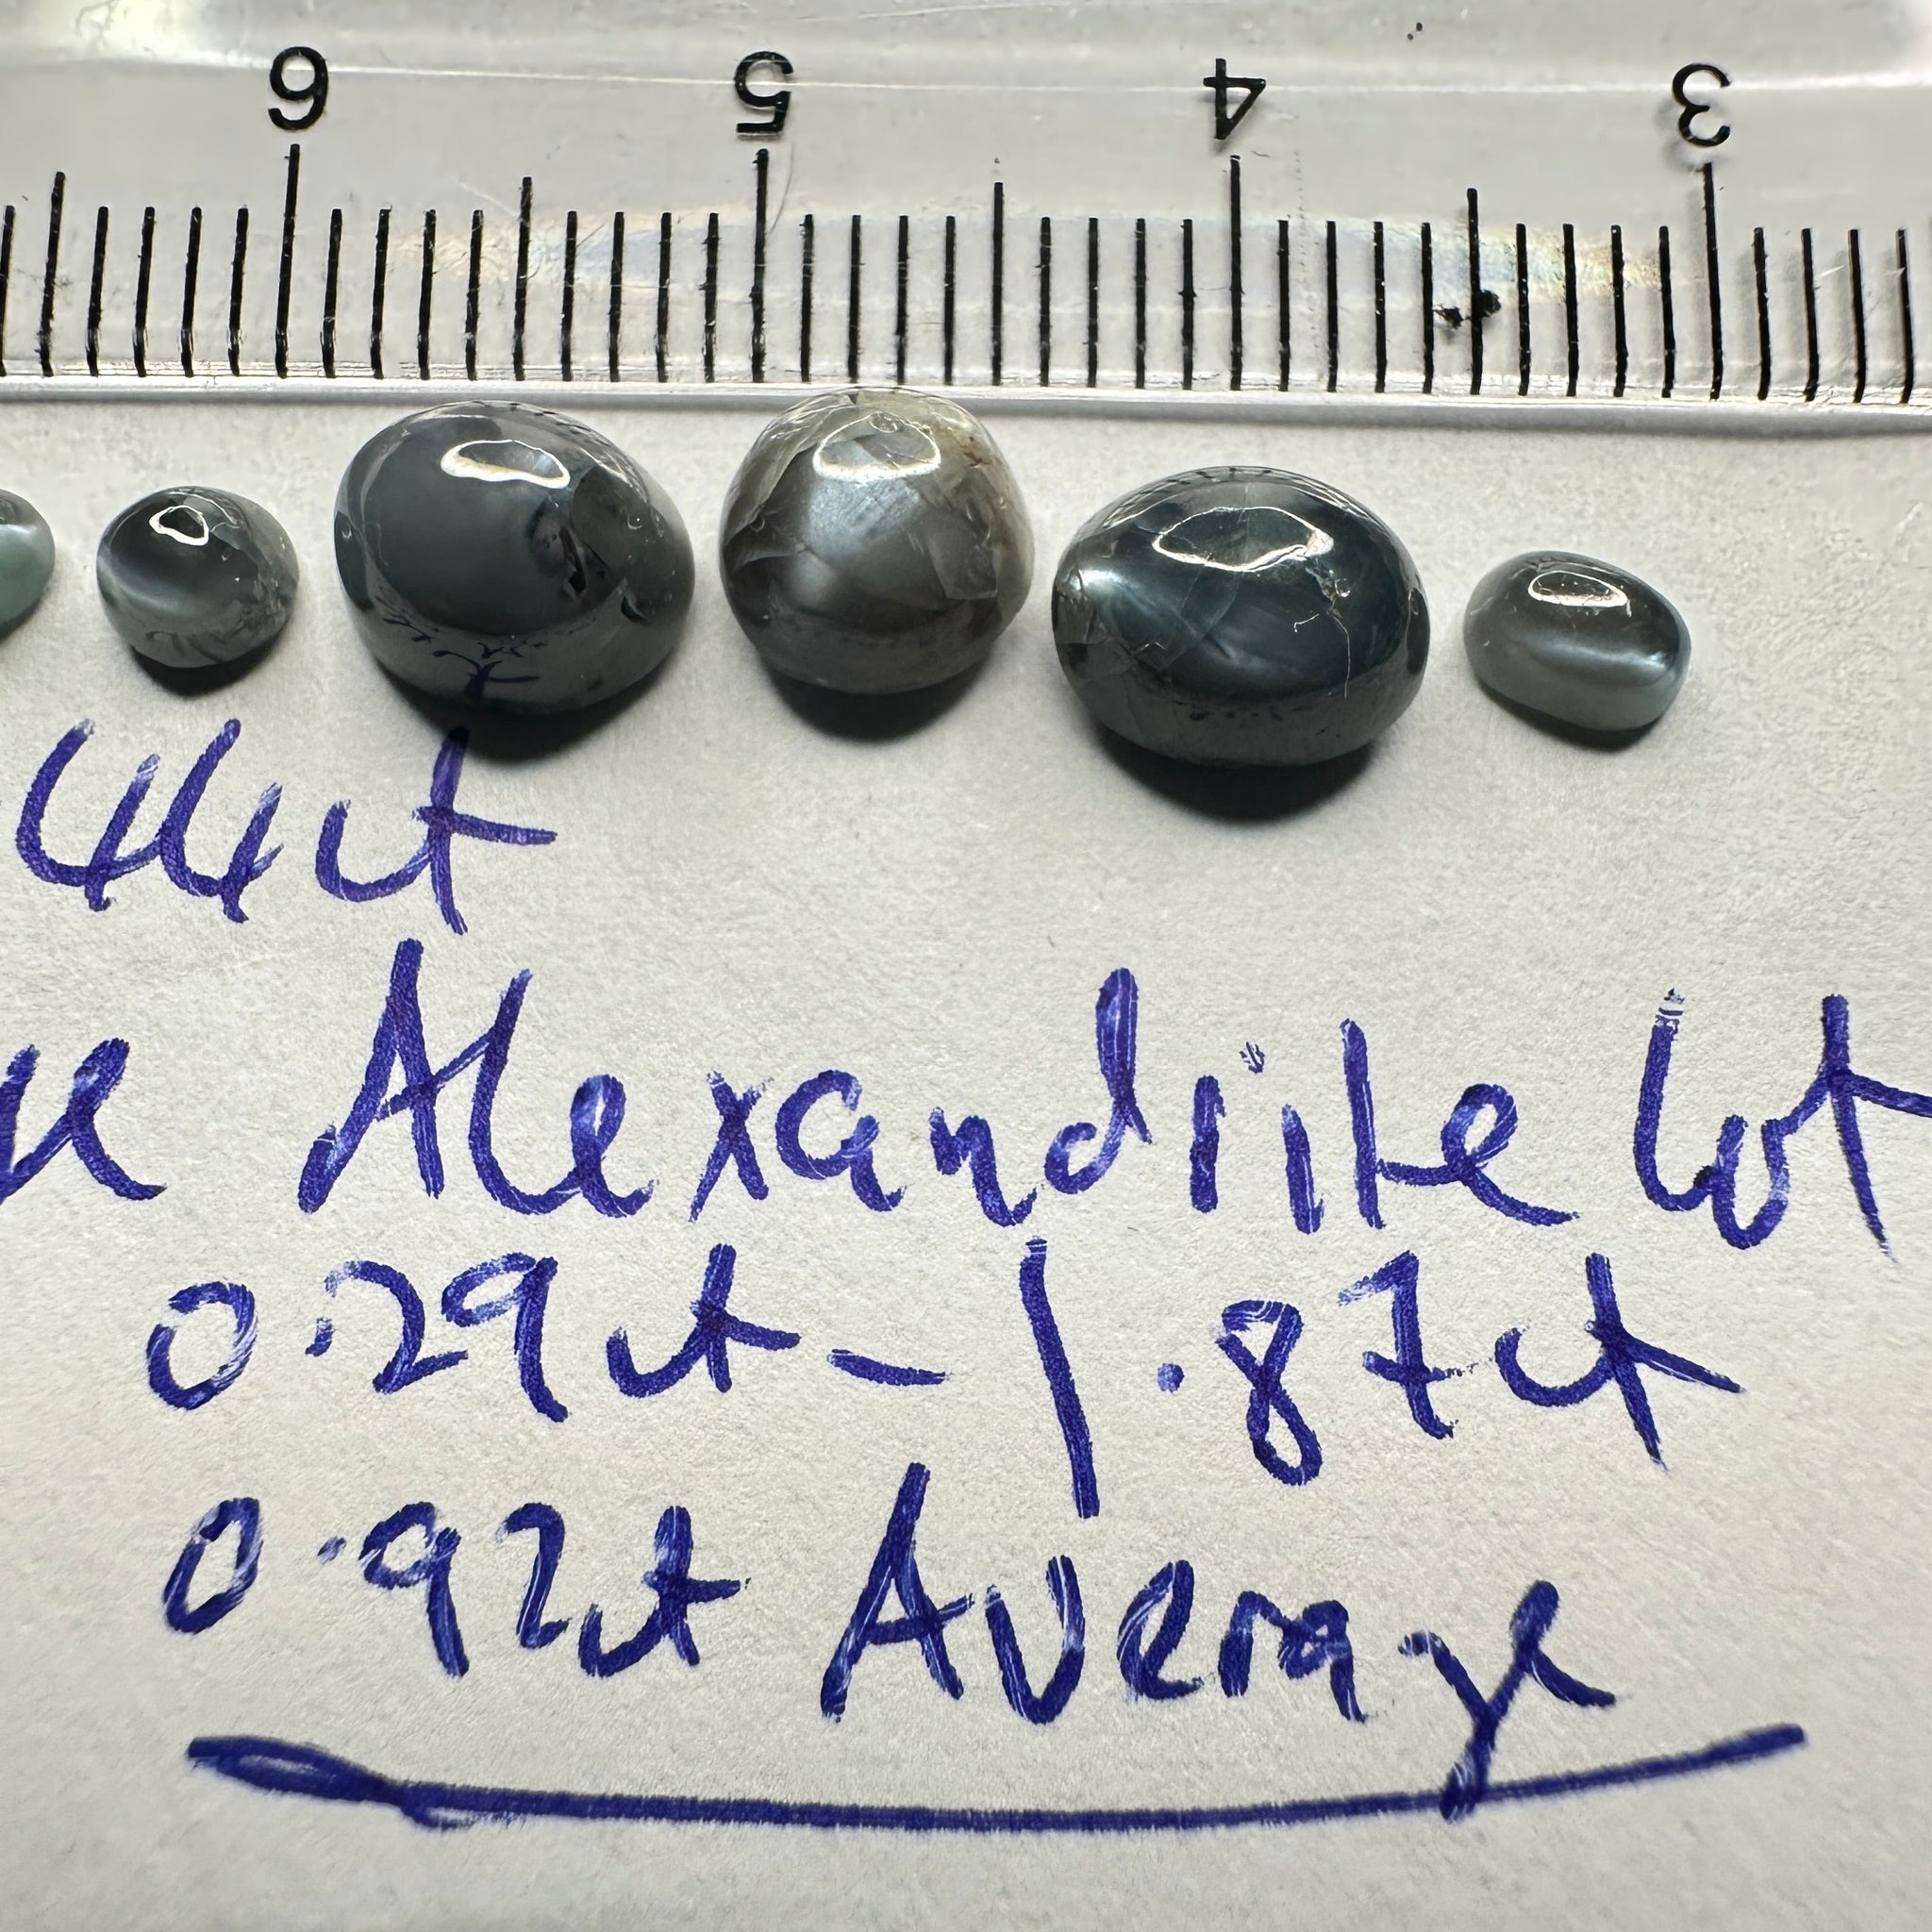 6 5 4 3
44ct
Alexandrite lot
0.29ct - 1.87ct
0.92ct Average